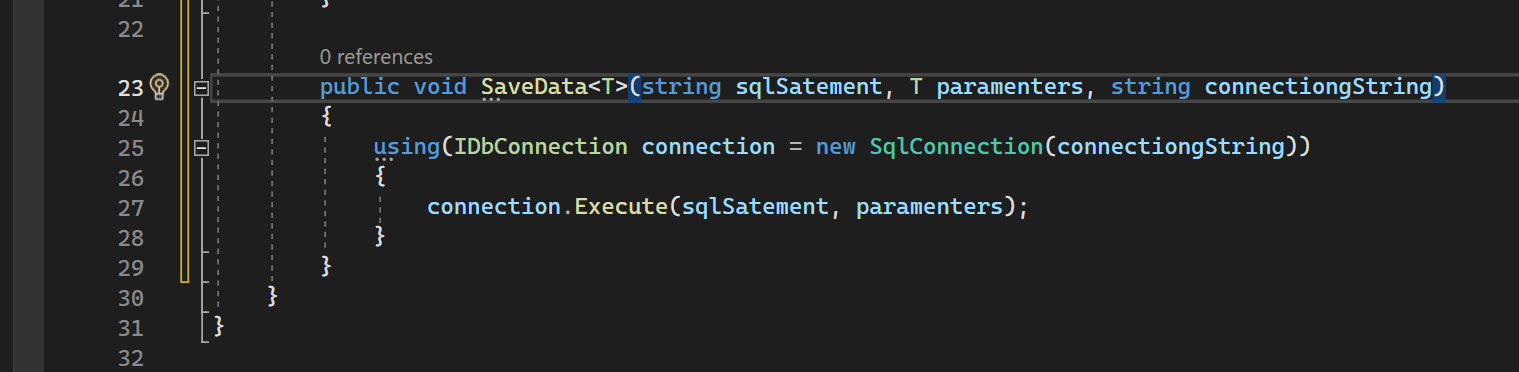 21 }
22
0 references
23 public void SaveData<T>(string sqlSatement, T paramenters, string connectiongString)
24 {
25 using(IDbConnection connection = new SqlConnection(connectiongString))
26 {
27 connection.Execute(sqlSatement, paramenters);
28 }
29 }
30 }
31 }
32